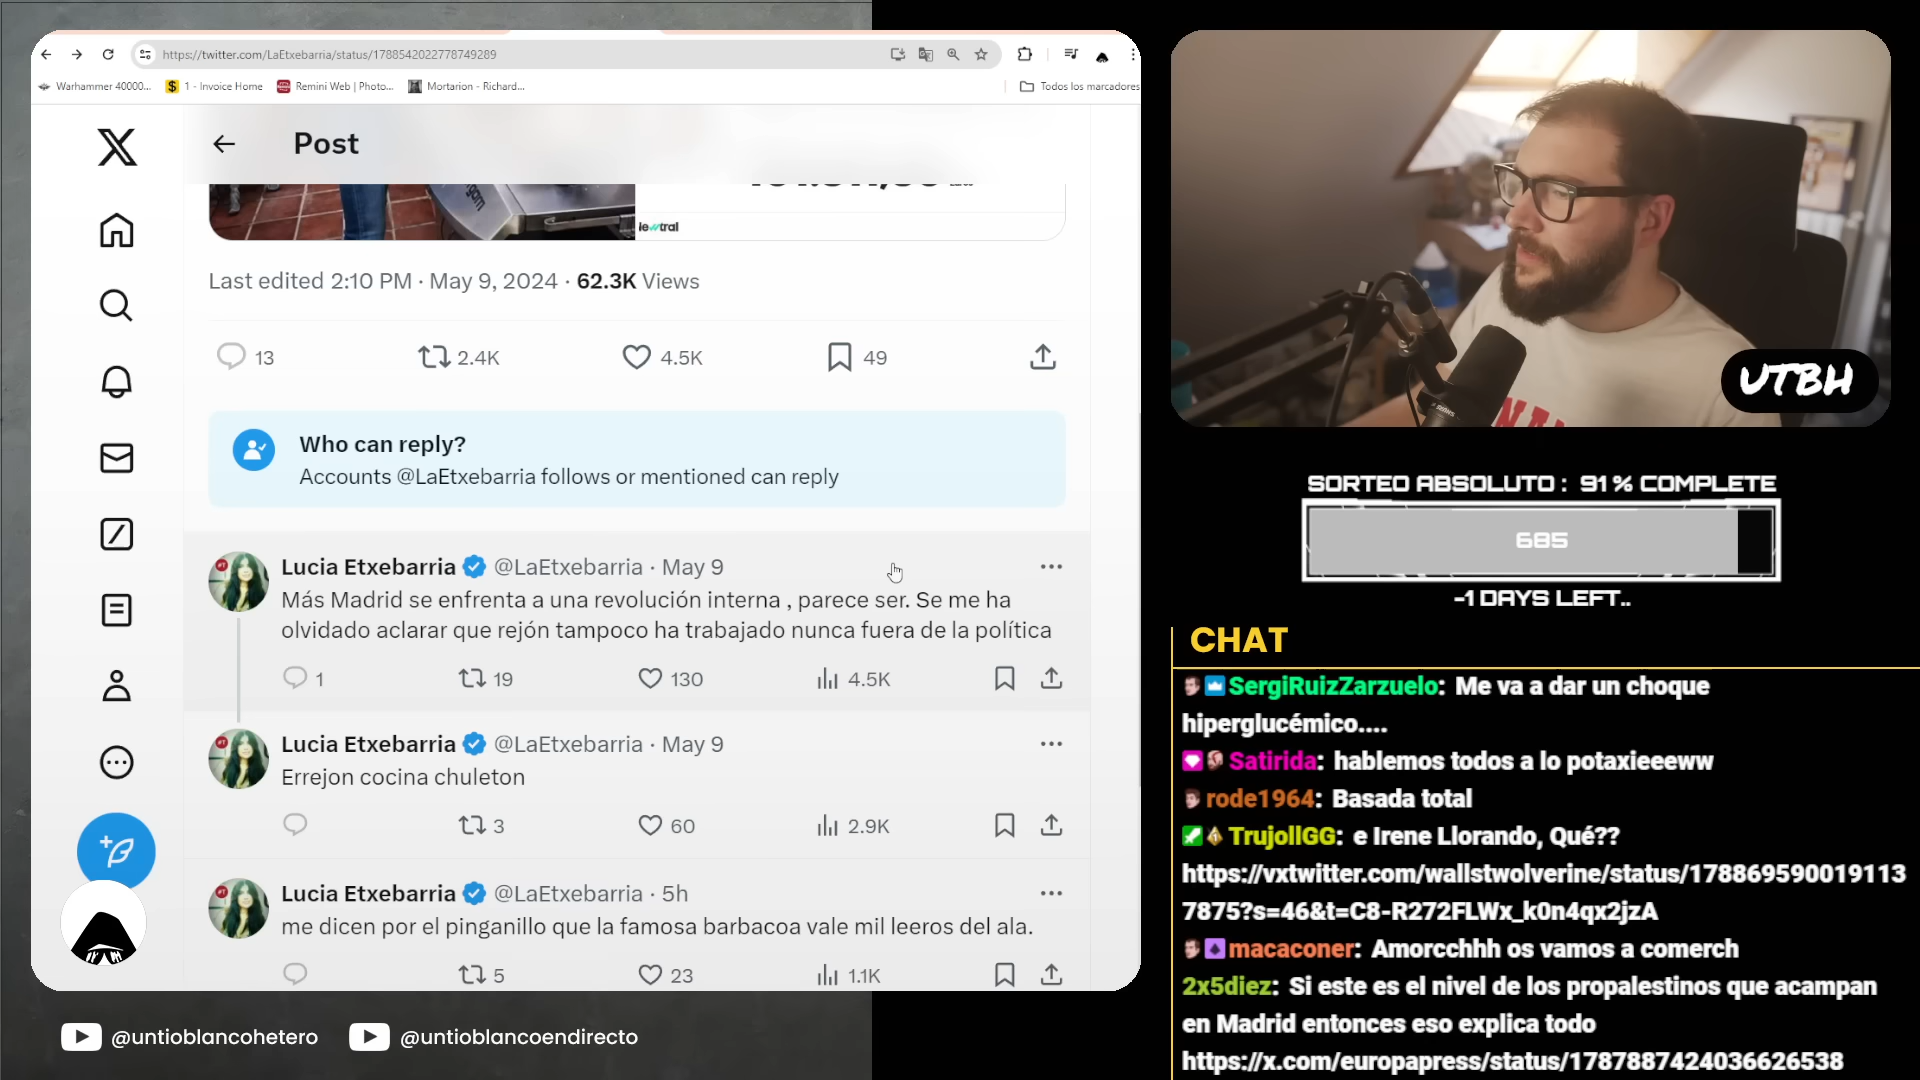 https://twitter.com/LaEtxebarria/status/1788542022778749289
Warhammer 40000...
$ 1 - Invoice Home
Remini Web | Photo...
Mortarion - Richard...
Todos los marcadores
Post
Last edited 2:10 PM · May 9, 2024 · 62.3K Views
13
2.4K
4.5K
49
Who can reply?
Accounts @LaEtxebarria follows or mentioned can reply
Lucia Etxebarria @LaEtxebarria · May 9
Más Madrid se enfrenta a una revolución interna , parece ser. Se me ha
olvidado aclarar que rejón tampoco ha trabajado nunca fuera de la política
1
19
130
4.5K
Lucia Etxebarria @LaEtxebarria · May 9
Errejon cocina chuleton
3
60
2.9K
Lucia Etxebarria @LaEtxebarria · 5h
me dicen por el pinganillo que la famosa barbacoa vale mil leeros del ala.
5
23
1.1K
@untioblancohetero
@untioblancoendirecto
UTBH
SORTEO ABSOLUTO : 91% COMPLETE
685
-1 DAYS LEFT..
CHAT
SergiRuizZarzuelo: Me va a dar un choque
hiperglucémico....
Satirida: hablemos todos a lo potaxieeeww
rode1964: Basada total
TrujollGG: e Irene Llorando, Qué??
https://vxtwitter.com/wallstwolverine/status/178869590019113
7875?s=46&t=C8-R272FLWx_k0n4qx2jzA
macaconer: Amorcchhh os vamos a comerch
2x5diez: Si este es el nivel de los propalestinos que acampan
en Madrid entonces eso explica todo
https://x.com/europapress/status/1787887424036626538